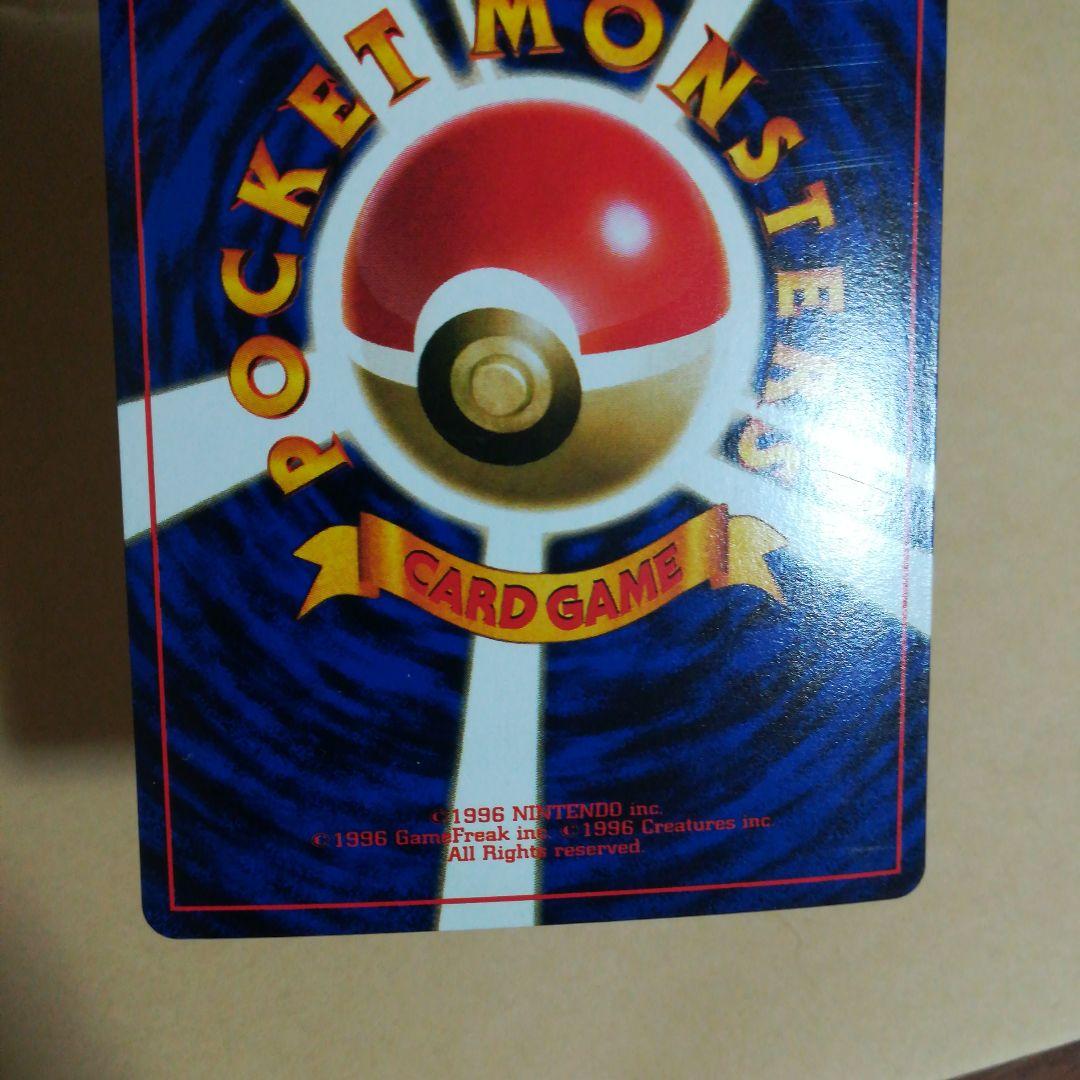 POCKET MONSTERS
CARD GAME
©1996 NINTENDO inc.
©1996 GameFreak inc. ©1996 Creatures inc.
All Rights reserved.